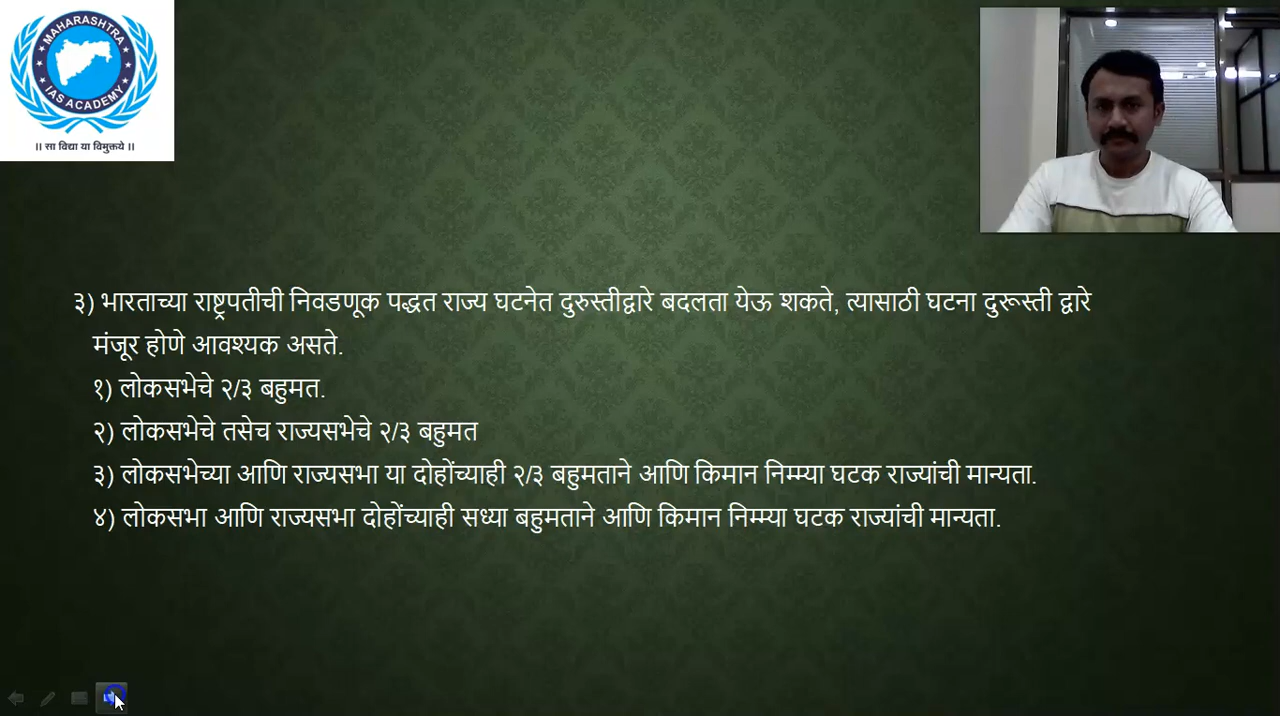 MAHARASHTRA
IAS ACADEMY
।। सा विद्या या विमुक्तये ।।
३) भारताच्या राष्ट्रपतीची निवडणूक पद्धत राज्य घटनेत दुरुस्तीद्वारे बदलता येऊ शकते, त्यासाठी घटना दुरूस्ती द्वारे
मंजूर होणे आवश्यक असते.
१) लोकसभेचे २/३ बहुमत.
२) लोकसभेचे तसेच राज्यसभेचे २/३ बहुमत
३) लोकसभेच्या आणि राज्यसभा या दोहोंच्याही २/३ बहुमताने आणि किमान निम्म्या घटक राज्यांची मान्यता.
४) लोकसभा आणि राज्यसभा दोहोंच्याही सध्या बहुमताने आणि किमान निम्म्या घटक राज्यांची मान्यता.